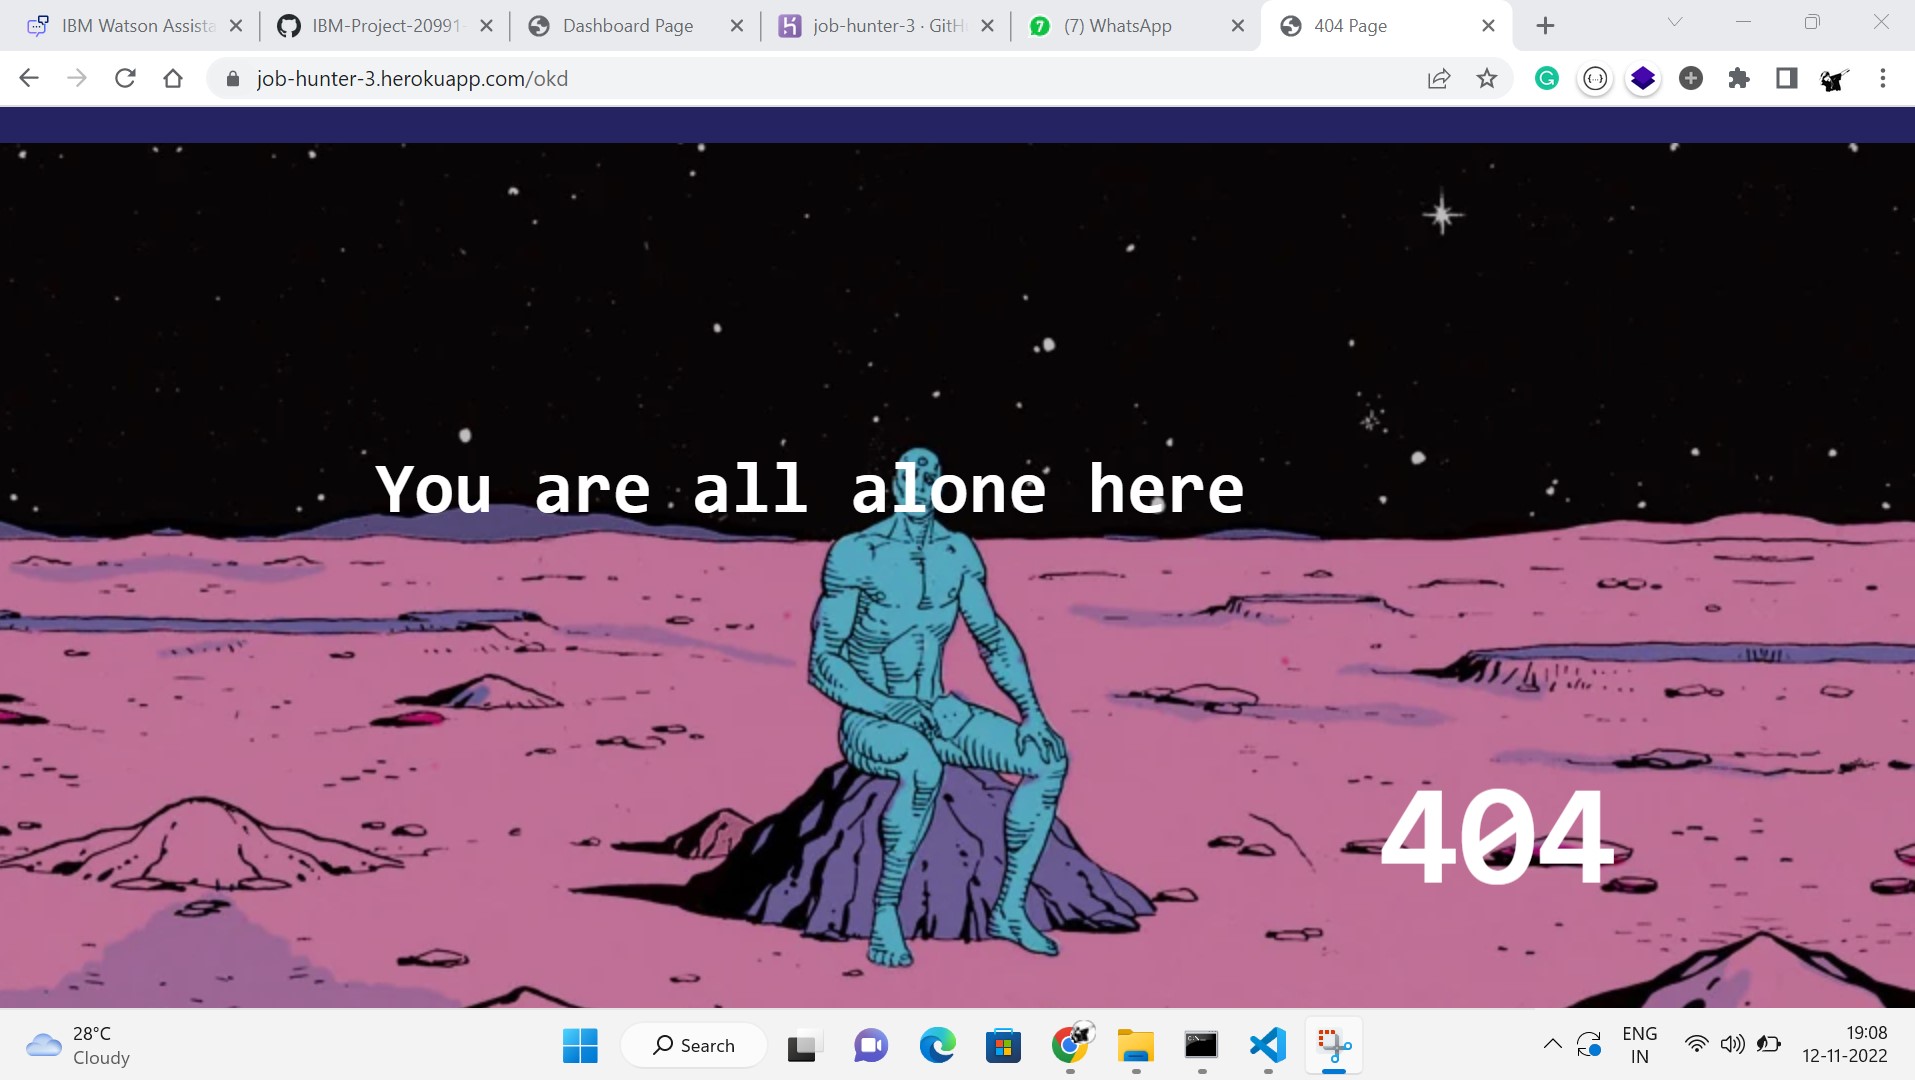 IBM Watson Assista
IBM-Project-20991-
Dashboard Page
job-hunter-3 · GitH
(7) WhatsApp
404 Page
job-hunter-3.herokuapp.com/okd
You are all alone here
404
28°C
Cloudy
Search
ENG
IN
19:08
12-11-2022